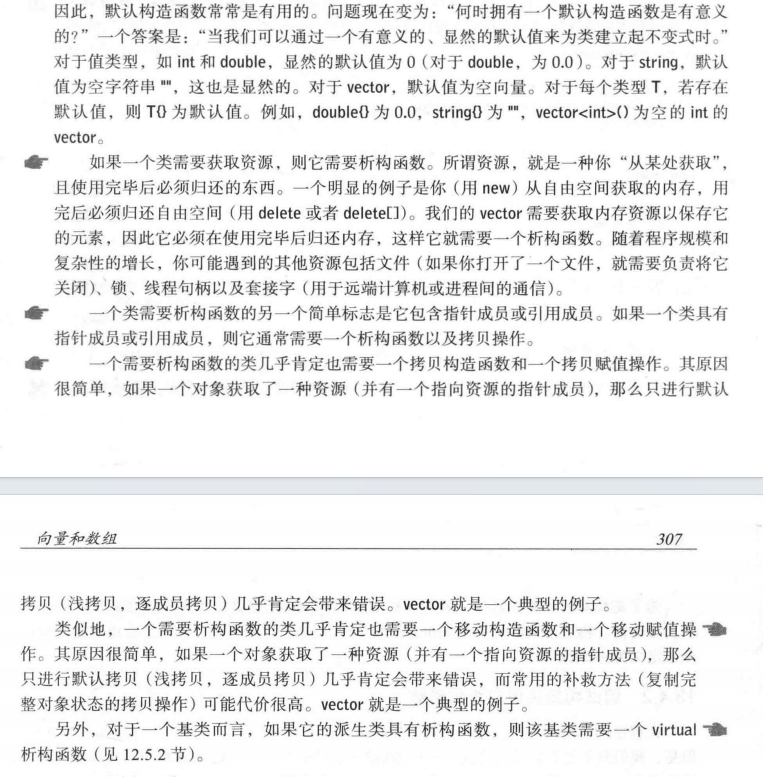 因此，默认构造函数常常是有用的。问题现在变为：“何时拥有一个默认构造函数是有意义
的？”一个答案是：“当我们可以通过一个有意义的、显然的默认值来为类建立起不变式时。”
对于值类型，如 int 和 double，显然的默认值为 0（对于 double，为 0.0）。对于 string，默认
值为空字符串 ""，这也是显然的。对于 vector，默认值为空向量。对于每个类型 T，若存在
默认值，则 T{} 为默认值。例如，double{} 为 0.0，string{} 为 ""，vector<int>() 为空的 int 的
vector。
如果一个类需要获取资源，则它需要析构函数。所谓资源，就是一种你“从某处获取”，
且使用完毕后必须归还的东西。一个明显的例子是你（用 new）从自由空间获取的内存，用
完后必须归还自由空间（用 delete 或者 delete[]）。我们的 vector 需要获取内存资源以保存它
的元素，因此它必须在使用完毕后归还内存，这样它就需要一个析构函数。随着程序规模和
复杂性的增长，你可能遇到的其他资源包括文件（如果你打开了一个文件，就需要负责将它
关闭）、锁、线程句柄以及套接字（用于远端计算机或进程间的通信）。
一个类需要析构函数的另一个简单标志是它包含指针成员或引用成员。如果一个类具有
指针成员或引用成员，则它通常需要一个析构函数以及拷贝操作。
一个需要析构函数的类几乎肯定也需要一个拷贝构造函数和一个拷贝赋值操作。其原因
很简单，如果一个对象获取了一种资源（并有一个指向资源的指针成员），那么只进行默认
向量和数组 307
拷贝（浅拷贝，逐成员拷贝）几乎肯定会带来错误。vector 就是一个典型的例子。
类似地，一个需要析构函数的类几乎肯定也需要一个移动构造函数和一个移动赋值操
作。其原因很简单，如果一个对象获取了一种资源（并有一个指向资源的指针成员），那么
只进行默认拷贝（浅拷贝，逐成员拷贝）几乎肯定会带来错误，而常用的补救方法（复制完
整对象状态的拷贝操作）可能代价很高。vector 就是一个典型的例子。
另外，对于一个基类而言，如果它的派生类具有析构函数，则该基类需要一个 virtual
析构函数（见 12.5.2 节）。